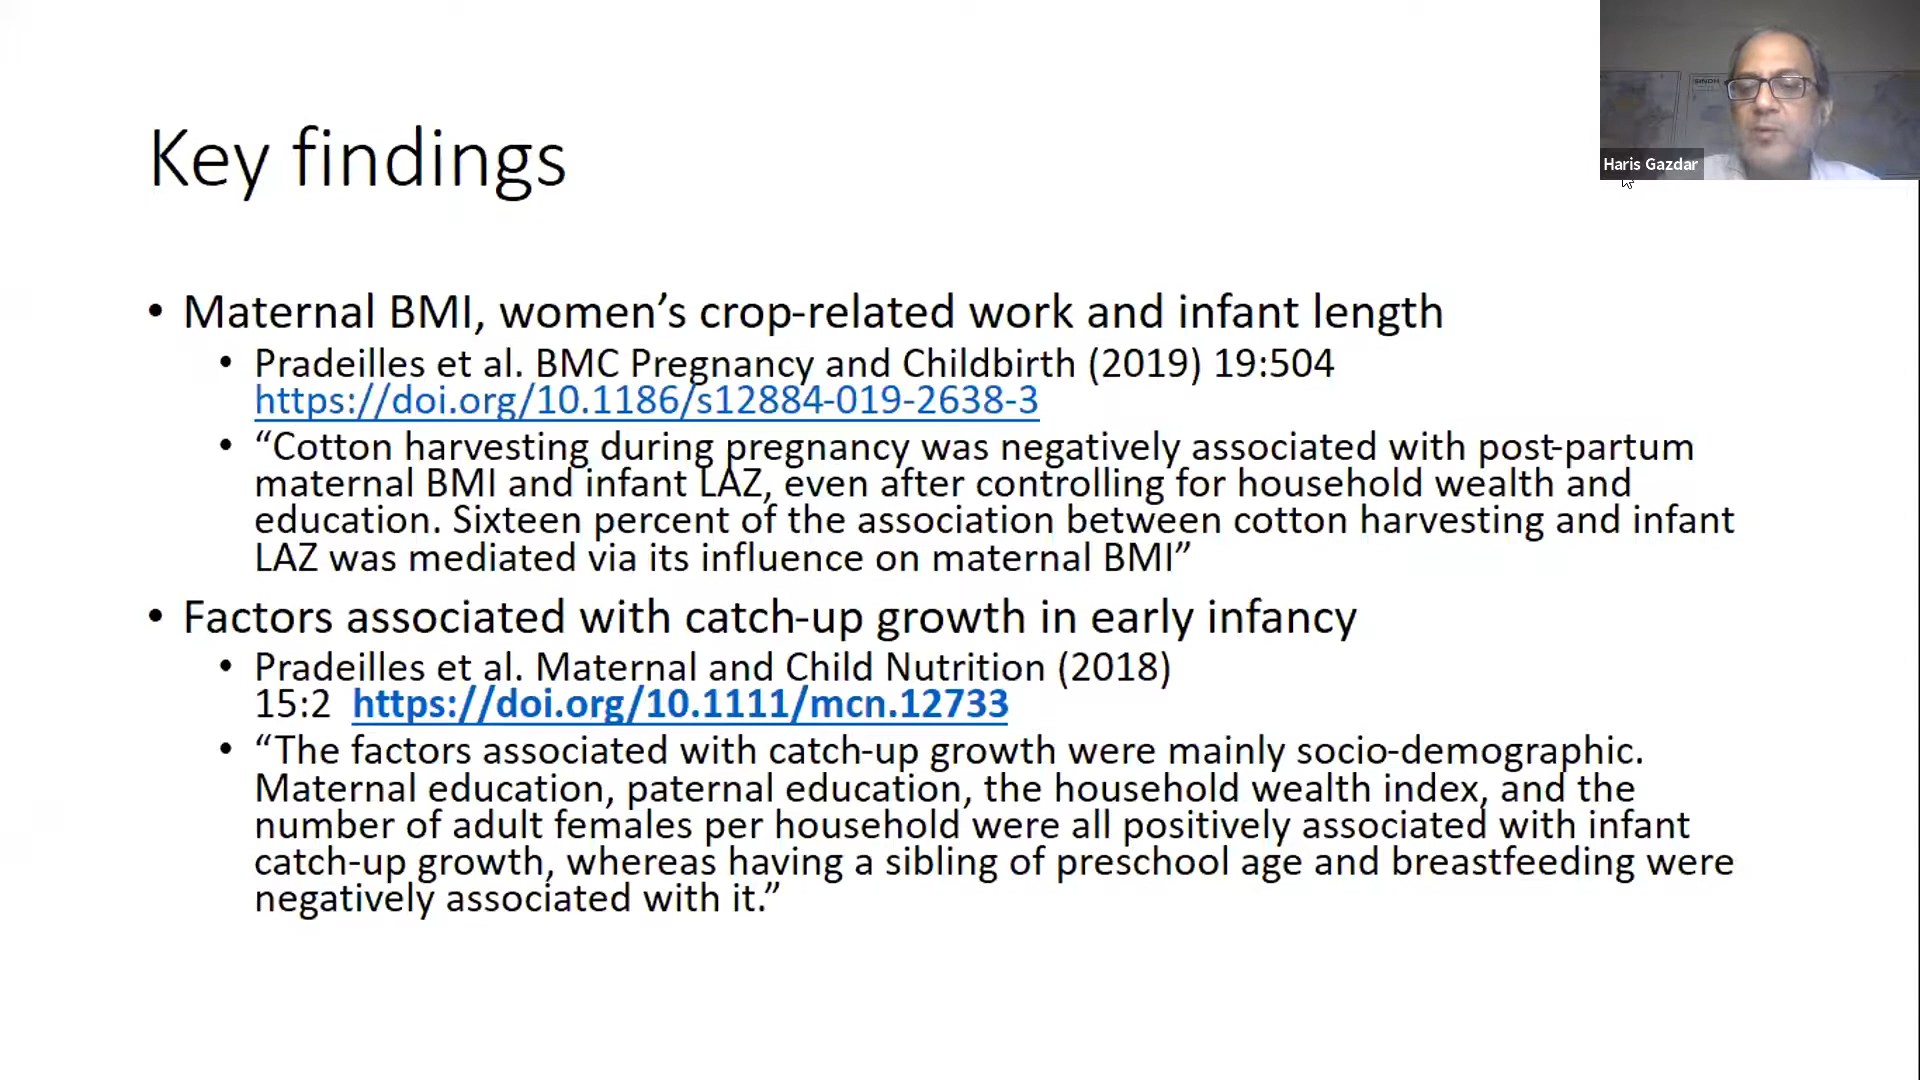 Key findings
SINDH
Haris Gazdar
• Maternal BMI, women’s crop-related work and infant length
• Pradeilles et al. BMC Pregnancy and Childbirth (2019) 19:504
https://doi.org/10.1186/s12884-019-2638-3
• “Cotton harvesting during pregnancy was negatively associated with post-partum
maternal BMI and infant LAZ, even after controlling for household wealth and
education. Sixteen percent of the association between cotton harvesting and infant
LAZ was mediated via its influence on maternal BMI”
• Factors associated with catch-up growth in early infancy
• Pradeilles et al. Maternal and Child Nutrition (2018)
15:2 https://doi.org/10.1111/mcn.12733
• “The factors associated with catch-up growth were mainly socio-demographic.
Maternal education, paternal education, the household wealth index, and the
number of adult females per household were all positively associated with infant
catch-up growth, whereas having a sibling of preschool age and breastfeeding were
negatively associated with it.”